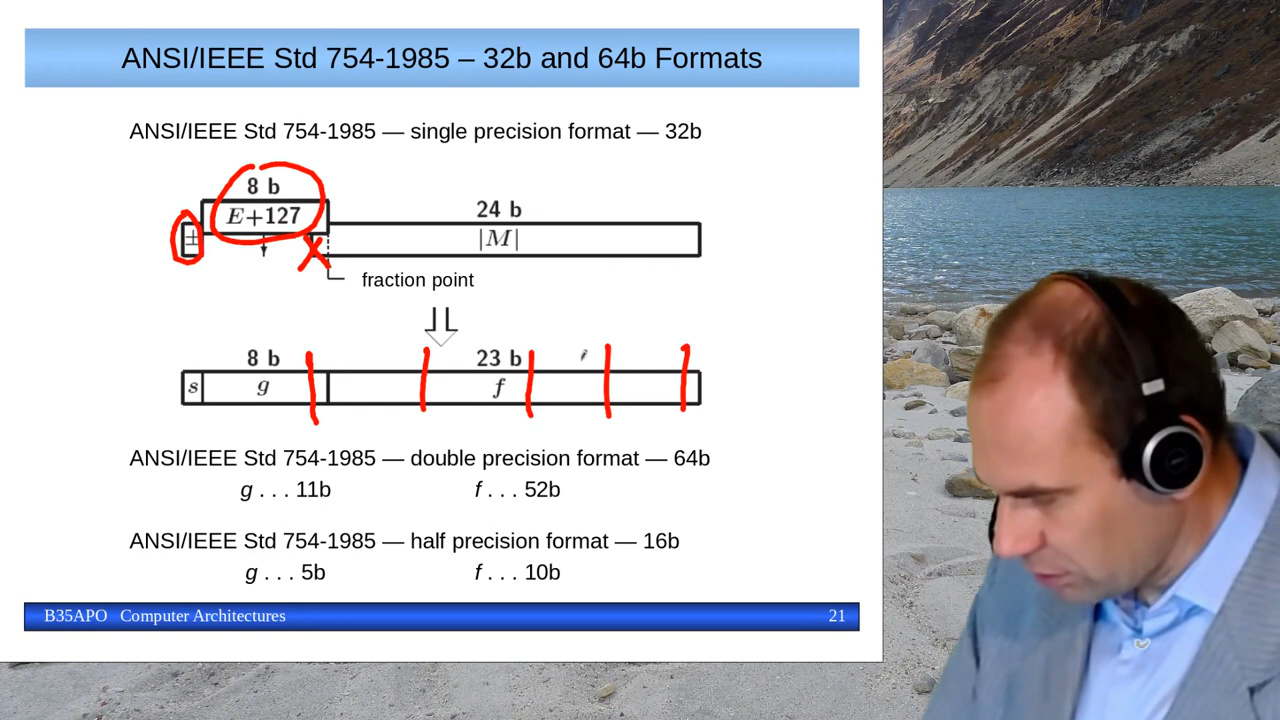 ANSI/IEEE Std 754-1985 – 32b and 64b Formats
ANSI/IEEE Std 754-1985 — single precision format — 32b
8 b
24 b
± E+127 |M|
fraction point
8 b 23 b
s g f
ANSI/IEEE Std 754-1985 — double precision format — 64b
g . . . 11b f . . . 52b
ANSI/IEEE Std 754-1985 — half precision format — 16b
g . . . 5b f . . . 10b
B35APO Computer Architectures 21